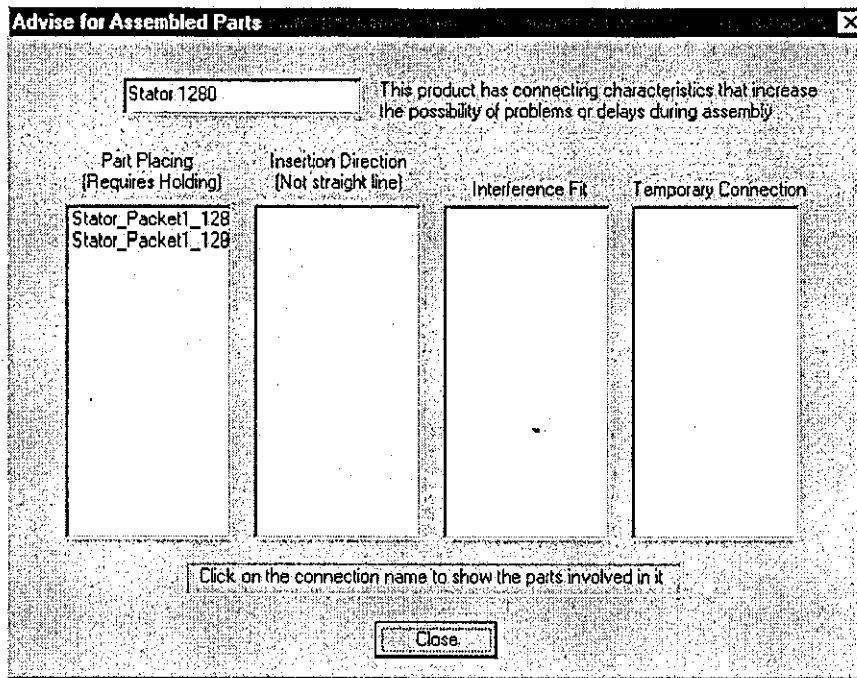 Advise for Assembled Parts
Stator 1280
This product has connecting characteristics that increase
the possibility of problems or delays during assembly
Part Placing
(Requires Holding)
Insertion Direction
(Not straight line)
Interference Fit
Temporary Connection
Stator_Packet1_128
Stator_Packet1_128
Click on the connection name to show the parts involved in it
Close